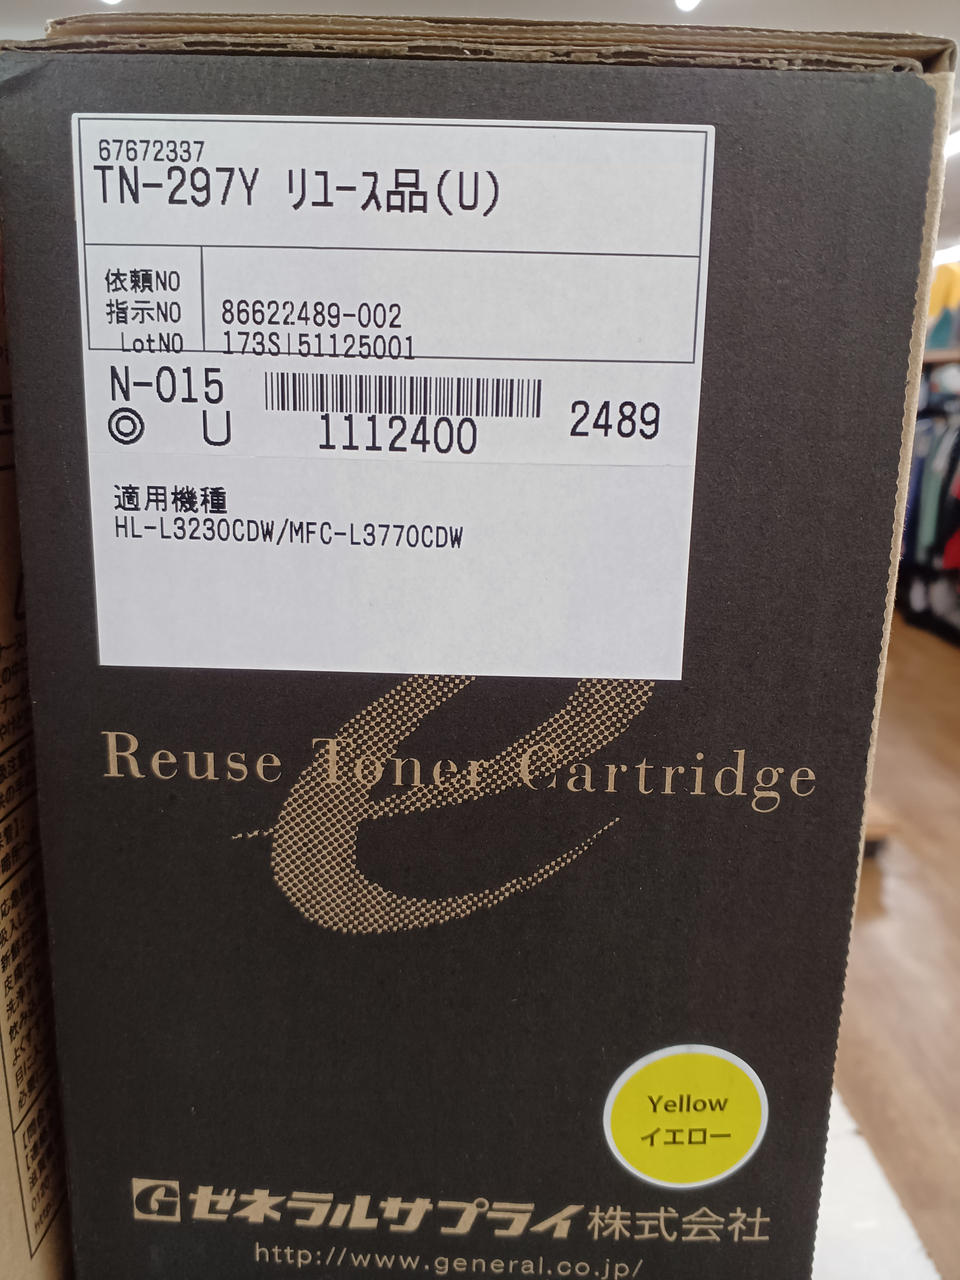 67672337
TN-297Y リユース品(U)
依頼NO
指示NO 86622489-002
LotNO 173SI51125001
N-015
◎ U 1112400 2489
適用機種
HL-L3230CDW/MFC-L3770CDW
Reuse Toner Cartridge
Yellow
イエロー
ゼネラルサプライ株式会社
http://www.general.co.jp/